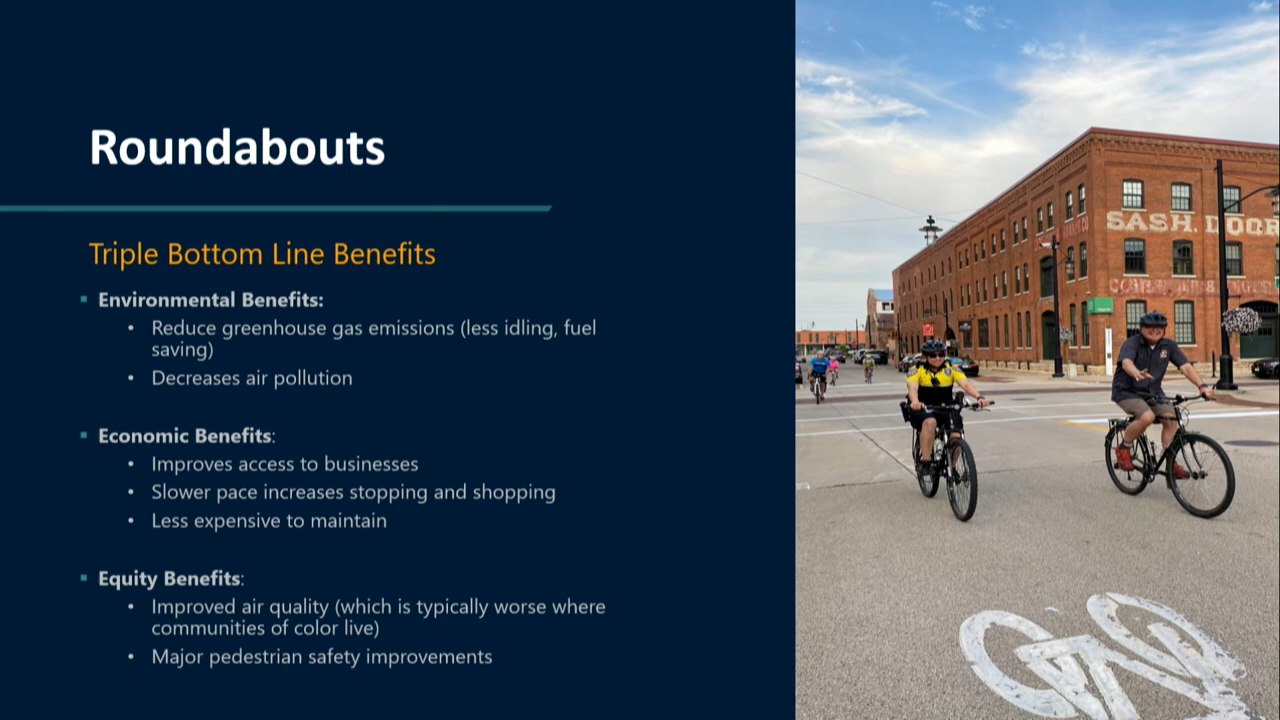 Roundabouts
Triple Bottom Line Benefits
▪ Environmental Benefits:
• Reduce greenhouse gas emissions (less idling, fuel
saving)
• Decreases air pollution
▪ Economic Benefits:
• Improves access to businesses
• Slower pace increases stopping and shopping
• Less expensive to maintain
▪ Equity Benefits:
• Improved air quality (which is typically worse where
communities of color live)
• Major pedestrian safety improvements
SASH. DOOR